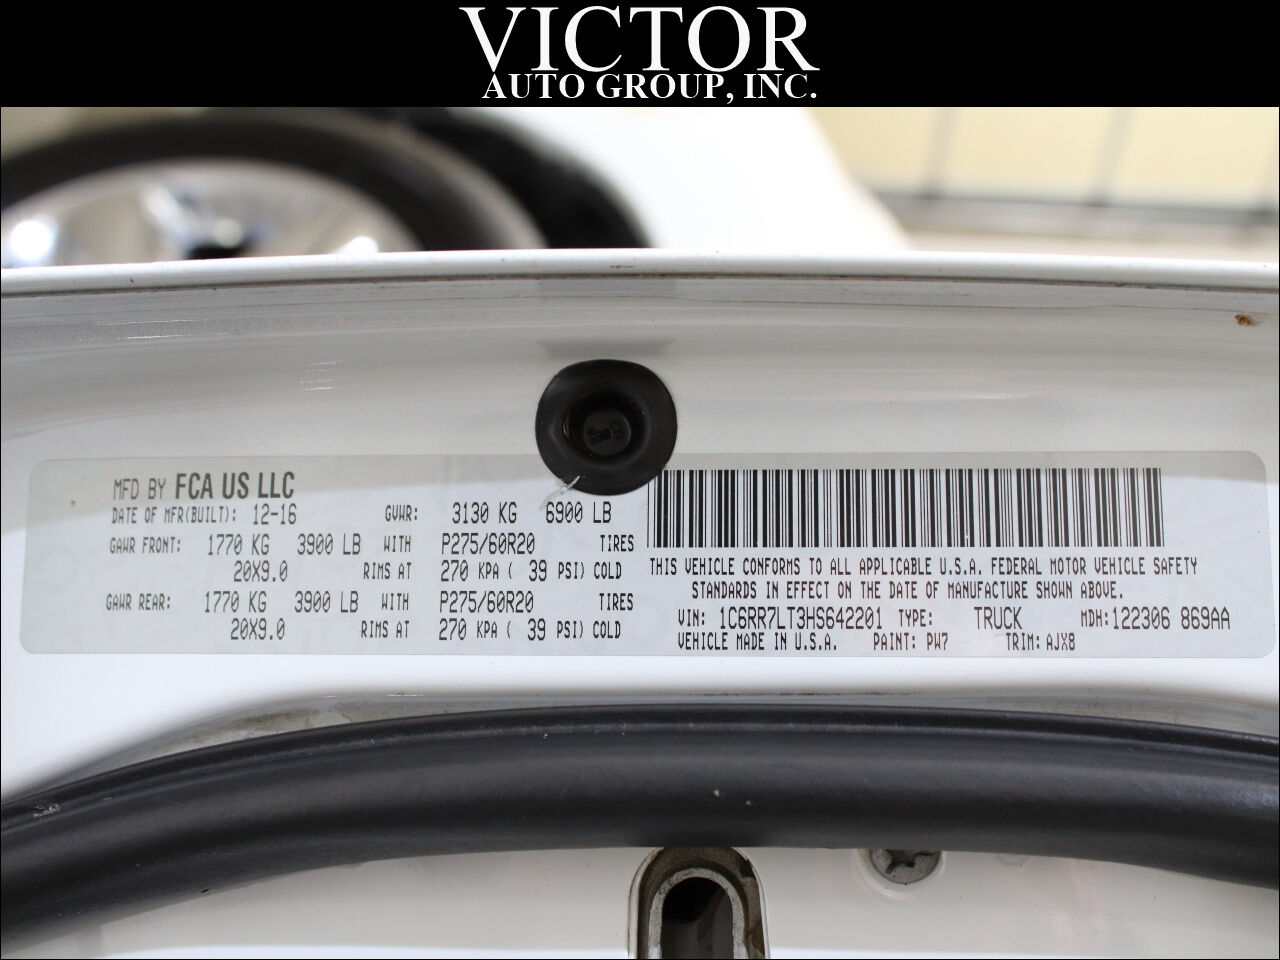 VICTOR
AUTO GROUP, INC.
MFD BY FCA US LLC
DATE OF MFR(BUILT): 12-16 GVWR: 3130 KG 6900 LB
GAWR FRONT: 1770 KG 3900 LB WITH P275/60R20 TIRES
20X9.0 RIMS AT 270 KPA ( 39 PSI) COLD
GAWR REAR: 1770 KG 3900 LB WITH P275/60R20 TIRES
20X9.0 RIMS AT 270 KPA ( 39 PSI) COLD
THIS VEHICLE CONFORMS TO ALL APPLICABLE U.S.A. FEDERAL MOTOR VEHICLE SAFETY
STANDARDS IN EFFECT ON THE DATE OF MANUFACTURE SHOWN ABOVE.
VIN: 1C6RR7LT3HS642201 TYPE: TRUCK MDH: 122306 869AA
VEHICLE MADE IN U.S.A. PAINT: PW7 TRIM: AJX8